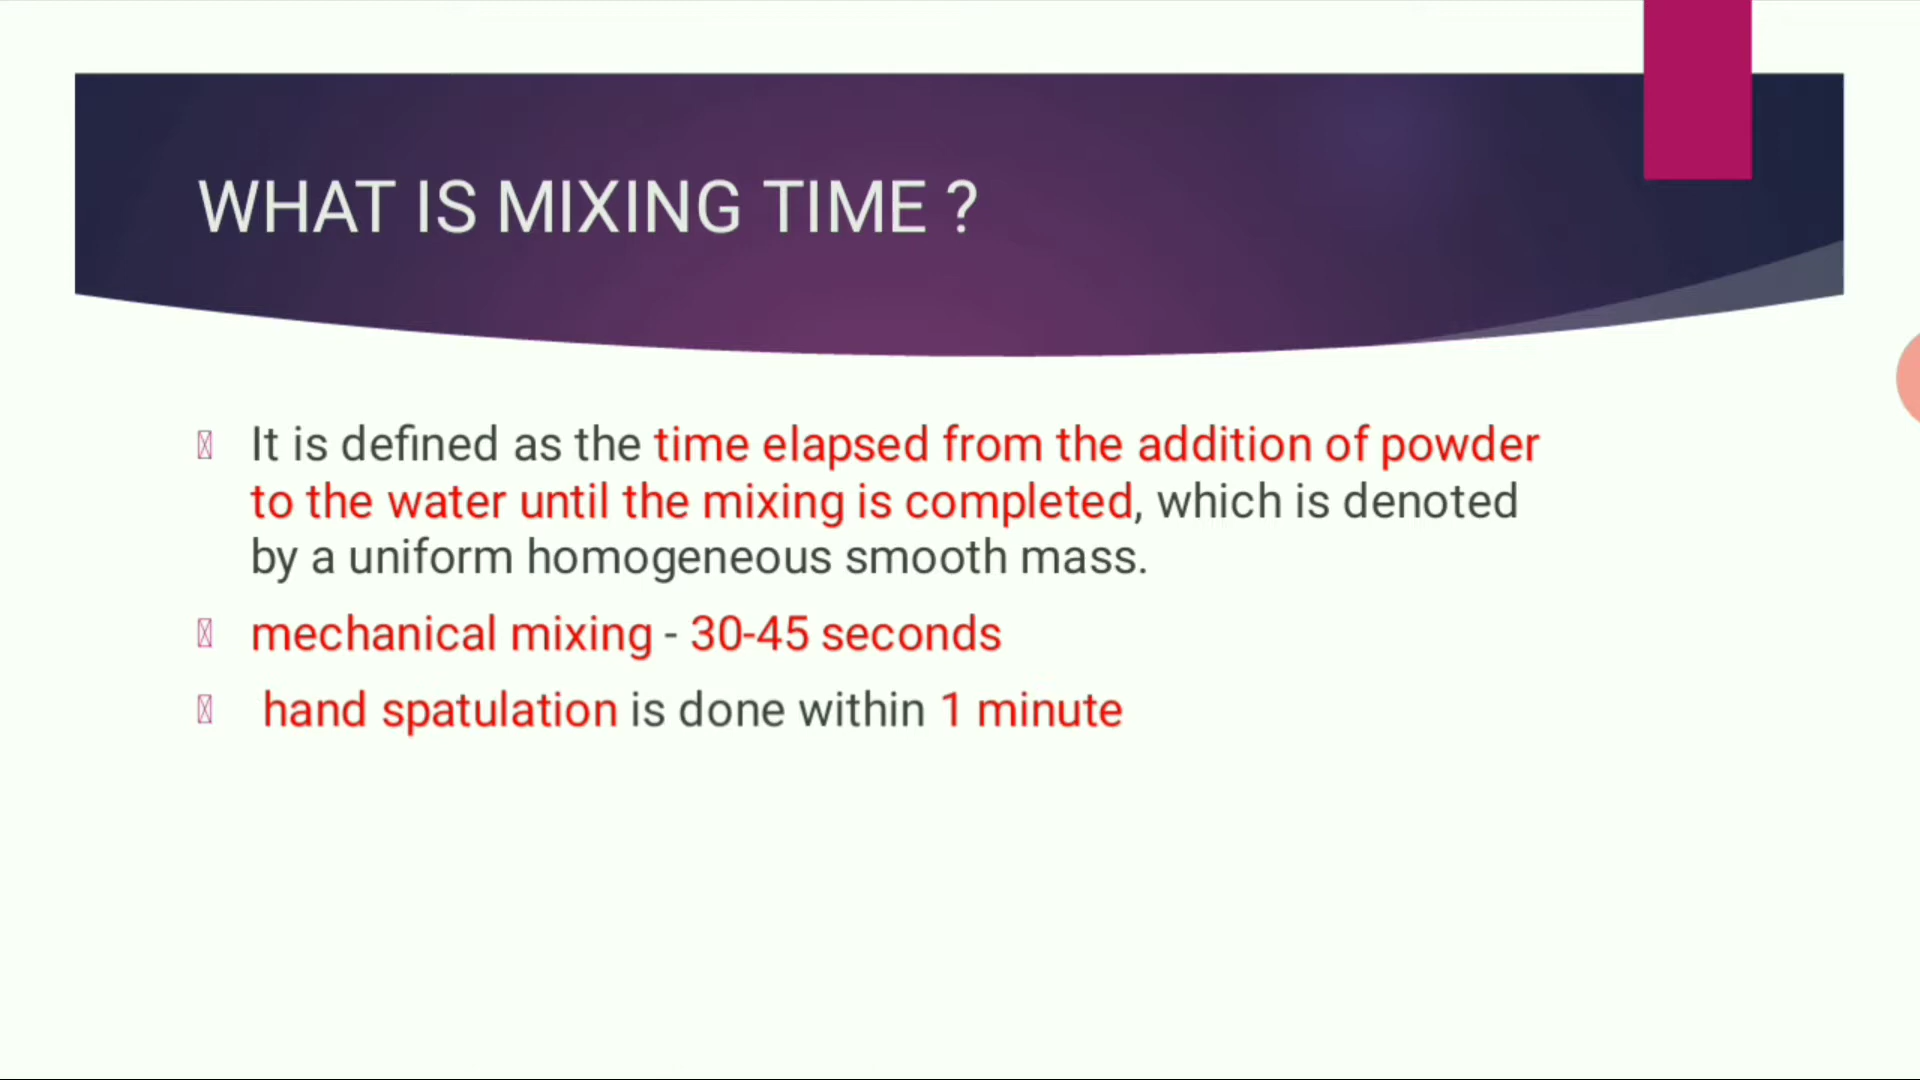 WHAT IS MIXING TIME ?
It is defined as the time elapsed from the addition of powder
to the water until the mixing is completed, which is denoted
by a uniform homogeneous smooth mass.
mechanical mixing - 30-45 seconds
hand spatulation is done within 1 minute